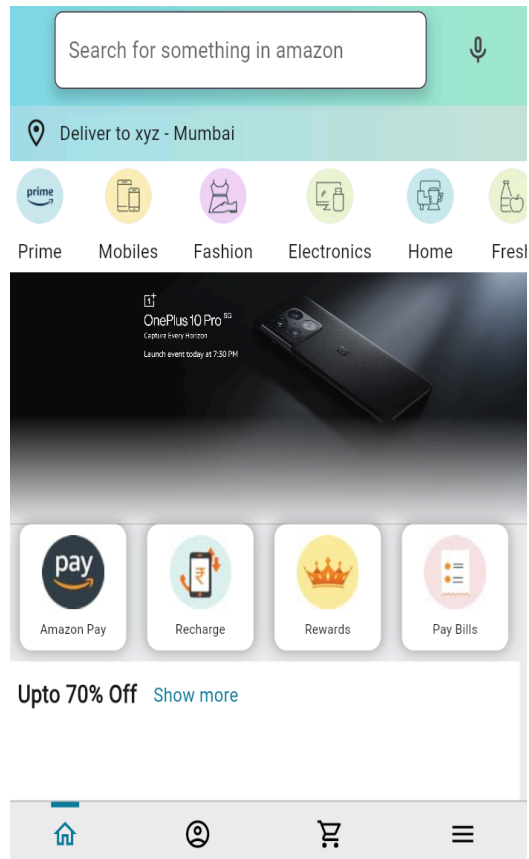 Search for something in amazon
Deliver to xyz - Mumbai
prime
Prime Mobiles Fashion Electronics Home Fresh
1+
OnePlus 10 Pro 5G
Capture Every Horizon
Launch event today at 7:30 PM
pay
₹
Amazon Pay Recharge Rewards Pay Bills
Upto 70% Off Show more